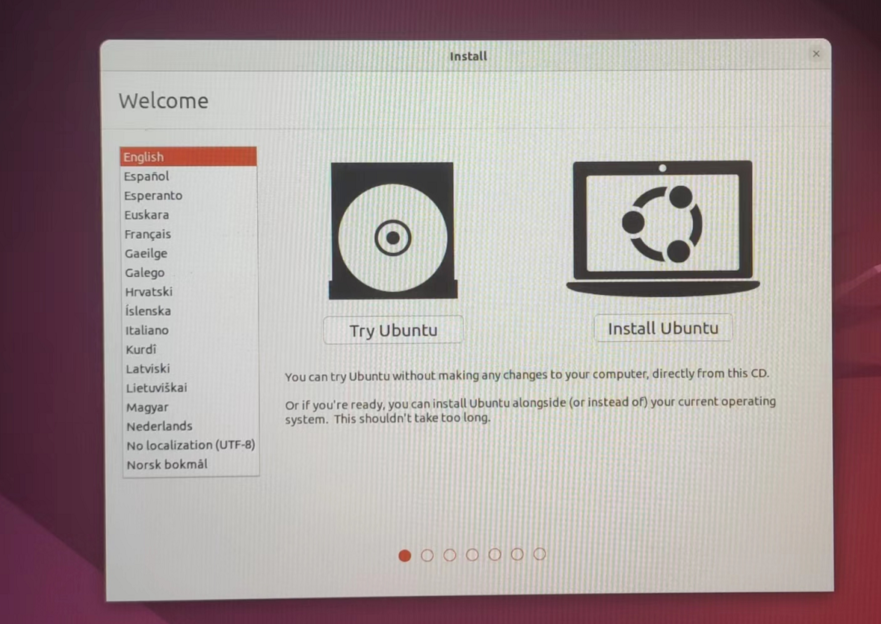 Install
Welcome
English
Español
Esperanto
Euskara
Français
Gaeilge
Galego
Hrvatski
Íslenska
Italiano
Kurdî
Latviski
Lietuviškai
Magyar
Nederlands
No localization (UTF-8)
Norsk bokmål
Try Ubuntu
Install Ubuntu
You can try Ubuntu without making any changes to your computer, directly from this CD.
Or if you're ready, you can install Ubuntu alongside (or instead of) your current operating
system. This shouldn't take too long.